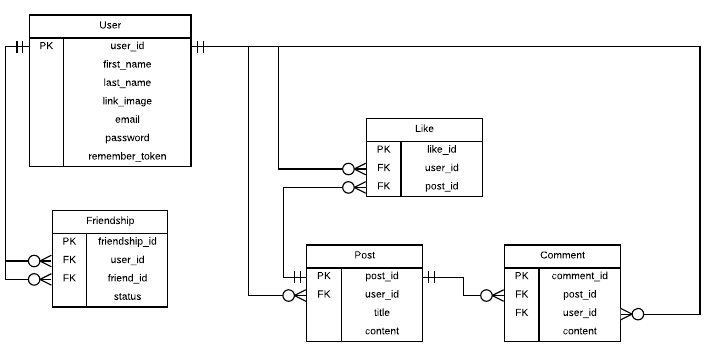 User
PK user_id
first_name
last_name
link_image
email
password
remember_token
Like
PK like_id
FK user_id
FK post_id
Friendship
PK friendship_id
FK user_id
FK friend_id
status
Post
PK post_id
FK user_id
title
content
Comment
PK comment_id
FK post_id
FK user_id
content